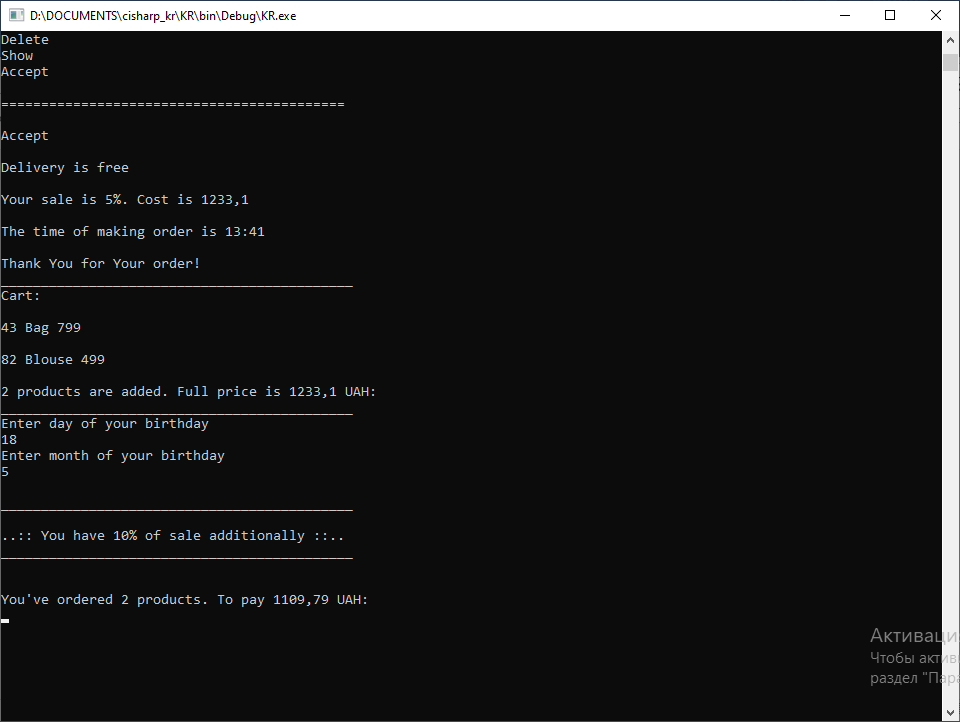 D:\DOCUMENTS\cisharp_kr\KR\bin\Debug\KR.exe
Delete
Show
Accept
===========================================
Accept
Delivery is free
Your sale is 5%. Cost is 1233,1
The time of making order is 13:41
Thank You for Your order!
____________________________________________
Cart:
43 Bag 799
82 Blouse 499
2 products are added. Full price is 1233,1 UAH:
____________________________________________
Enter day of your birthday
18
Enter month of your birthday
5
____________________________________________
..:: You have 10% of sale additionally ::..
____________________________________________
You've ordered 2 products. To pay 1109,79 UAH:
Чтобы
раздел